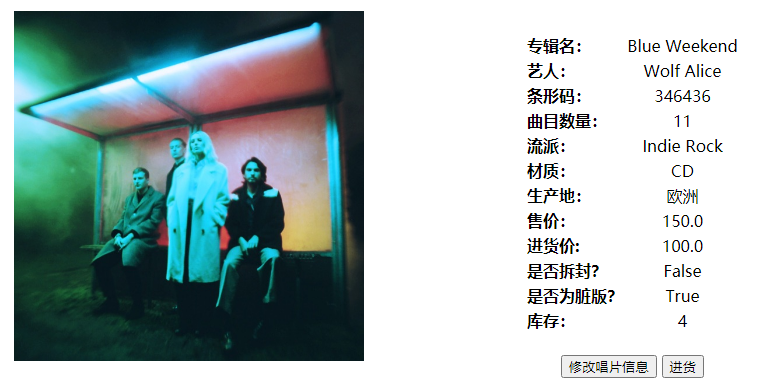 专辑名： Blue Weekend
艺人： Wolf Alice
条形码： 346436
曲目数量： 11
流派： Indie Rock
材质： CD
生产地： 欧洲
售价： 150.0
进货价： 100.0
是否拆封? False
是否为脏版? True
库存： 4
修改唱片信息 进货